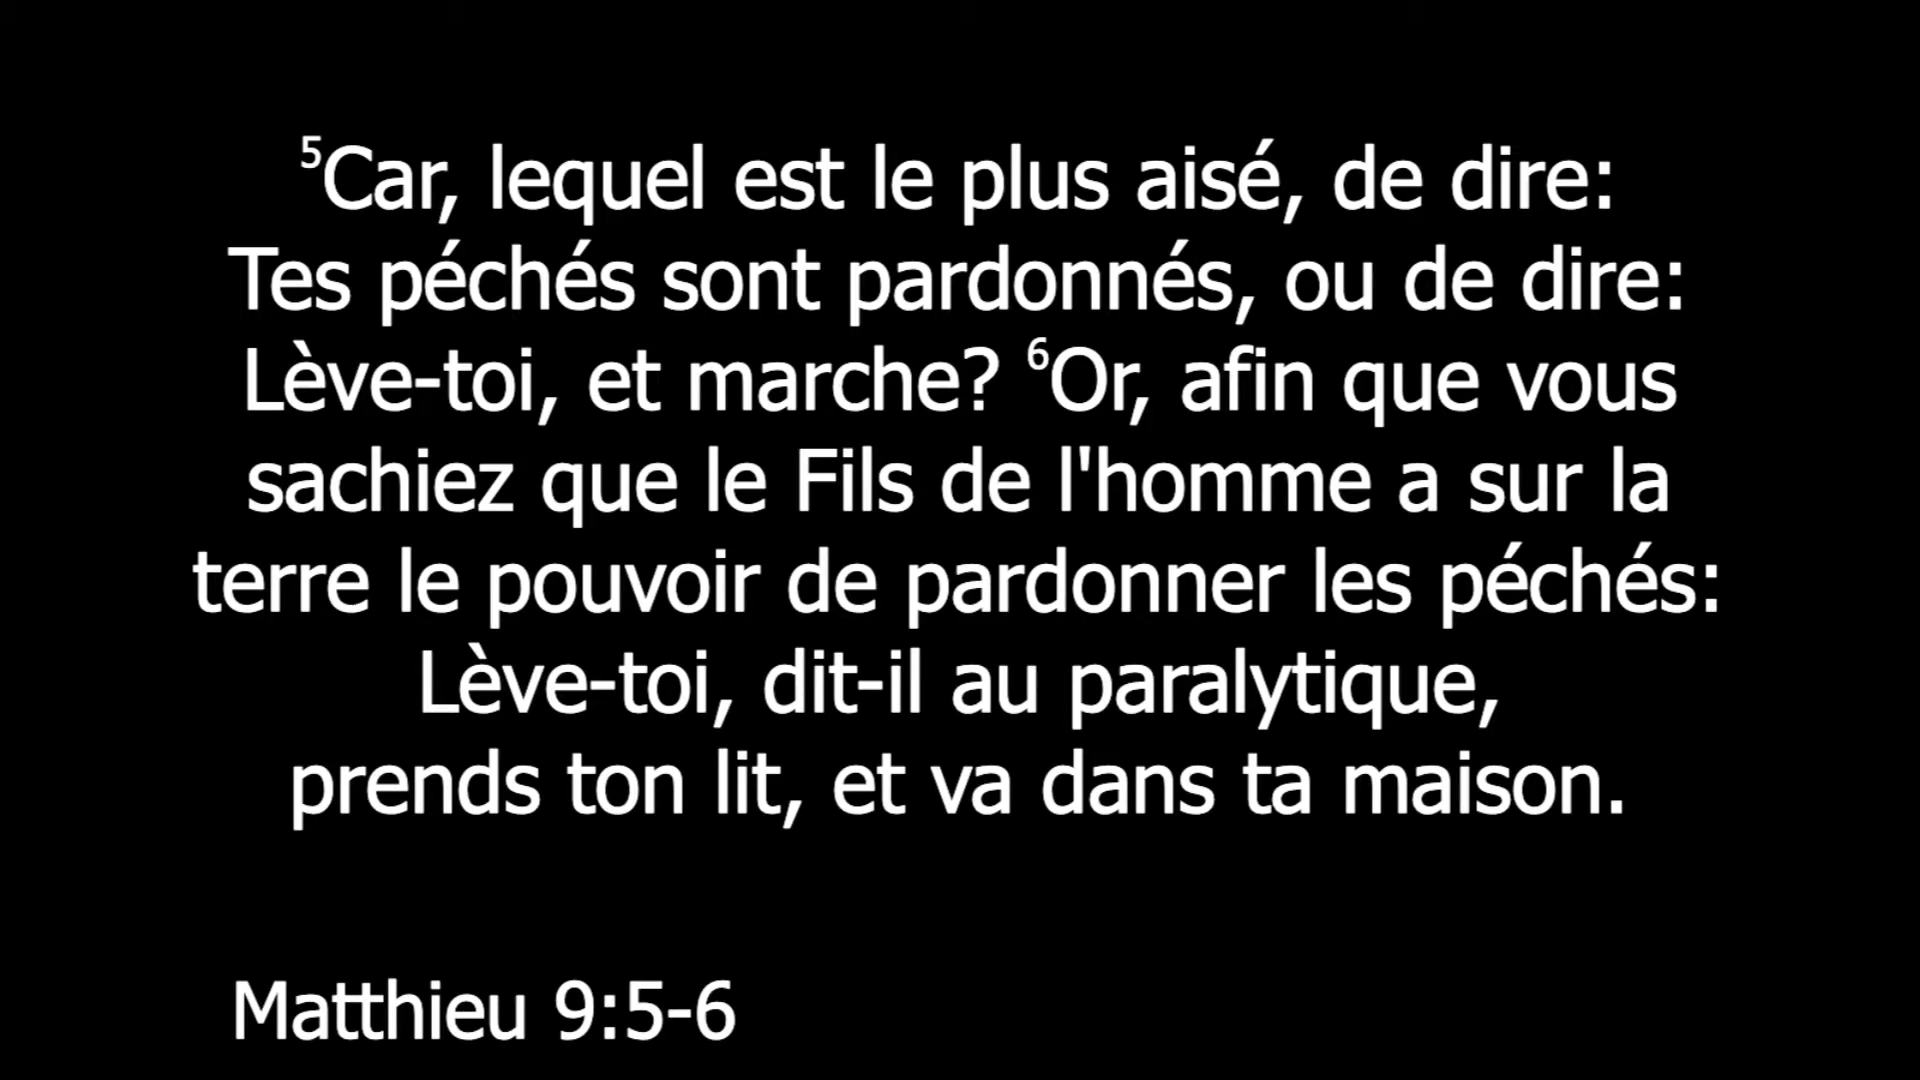 ⁵Car, lequel est le plus aisé, de dire:
Tes péchés sont pardonnés, ou de dire:
Lève-toi, et marche? ⁶Or, afin que vous
sachiez que le Fils de l'homme a sur la
terre le pouvoir de pardonner les péchés:
Lève-toi, dit-il au paralytique,
prends ton lit, et va dans ta maison.
Matthieu 9:5-6